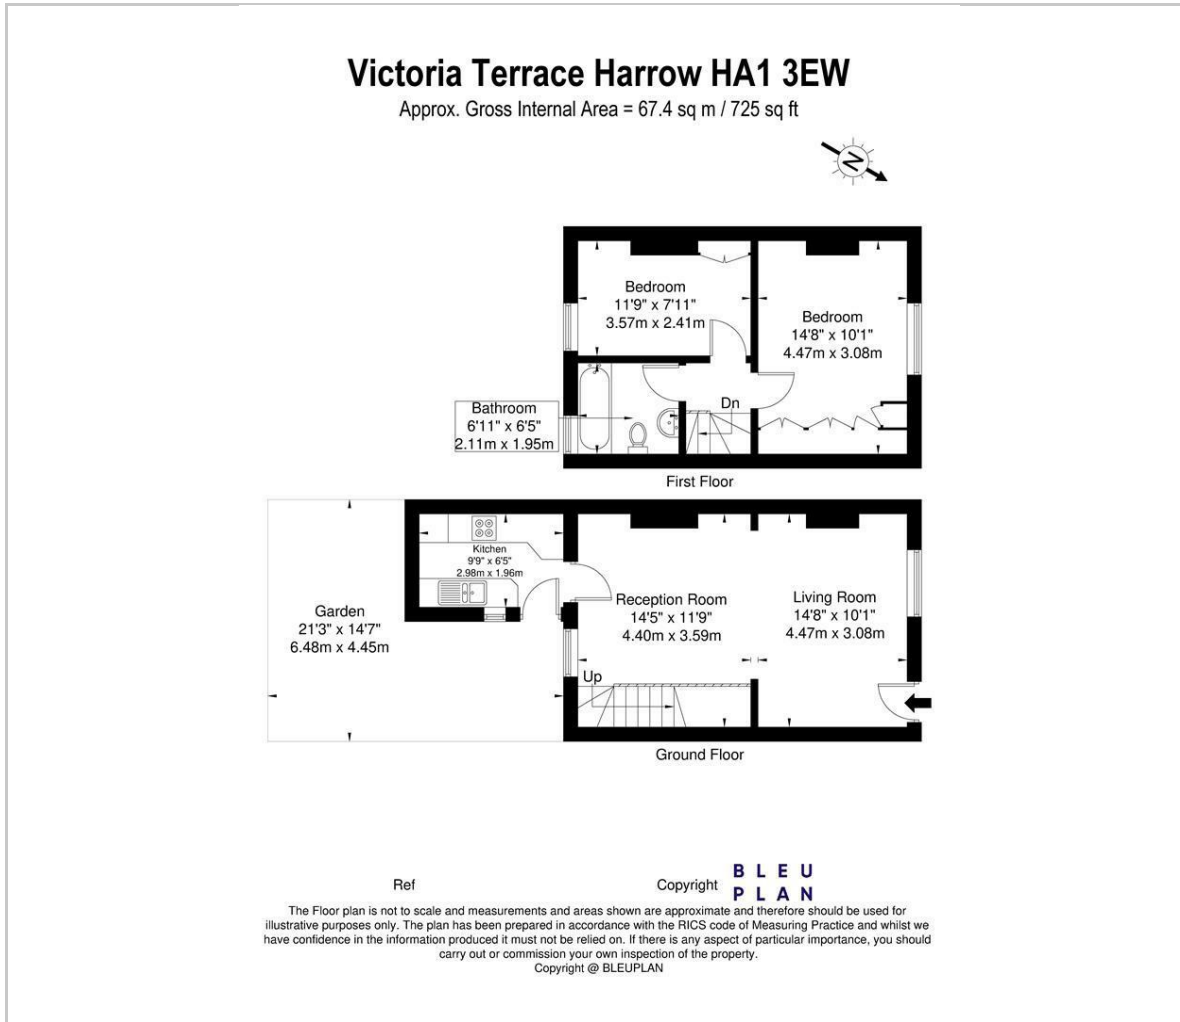 Victoria Terrace Harrow HA1 3EW
Approx. Gross Internal Area = 67.4 sq m / 725 sq ft
N
Bedroom
11'9" x 7'11"
3.57m x 2.41m
Bedroom
14'8" x 10'1"
4.47m x 3.08m
Bathroom
6'11" x 6'5"
2.11m x 1.95m
Dn
First Floor
Kitchen
9'9" x 6'5"
2.98m x 1.96m
Garden
21'3" x 14'7"
6.48m x 4.45m
Reception Room
14'5" x 11'9"
4.40m x 3.59m
Living Room
14'8" x 10'1"
4.47m x 3.08m
Up
Ground Floor
Ref
Copyright
BLEU
PLAN
The Floor plan is not to scale and measurements and areas shown are approximate and therefore should be used for
illustrative purposes only. The plan has been prepared in accordance with the RICS code of Measuring Practice and whilst we
have confidence in the information produced it must not be relied on. If there is any aspect of particular importance, you should
carry out or commission your own inspection of the property.
Copyright @ BLEUPLAN